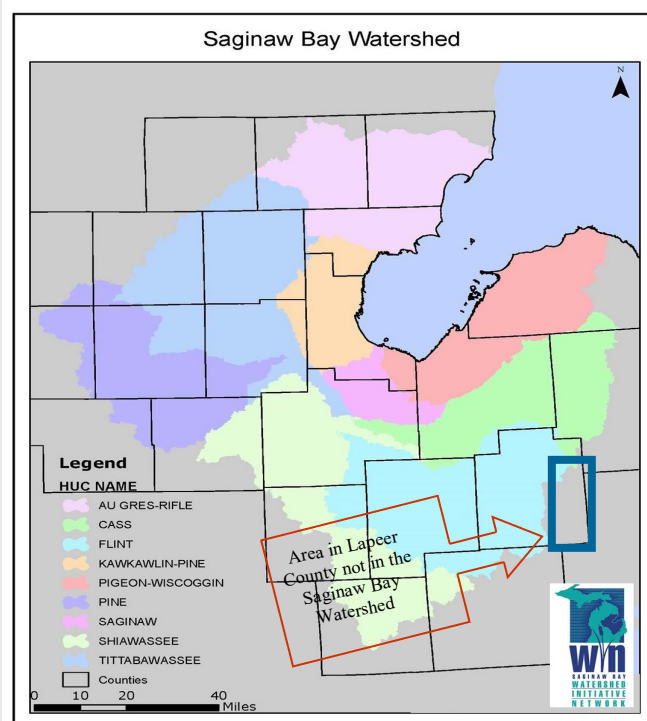 Saginaw Bay Watershed
N
Area in Lapeer
County not in the
Saginaw Bay
Watershed
Legend
HUC NAME
AU GRES-RIFLE
CASS
FLINT
KAWKAWLIN-PINE
PIGEON-WISCOGGIN
PINE
SAGINAW
SHIAWASSEE
TITTABAWASSEE
Counties
0 10 20 40
Miles
WIN
SAGINAW BAY
WATERSHED
INITIATIVE
NETWORK